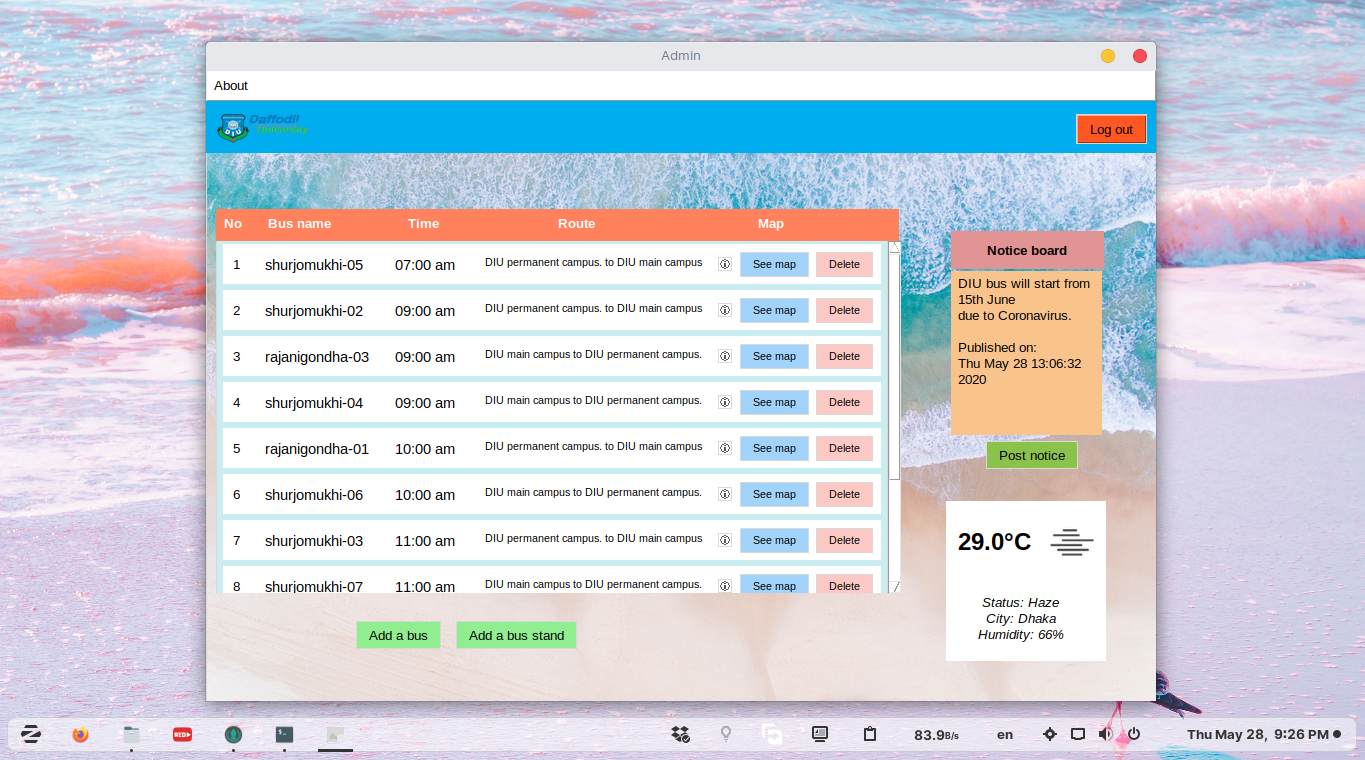 Admin
About
Daffodil
Log out
No Bus name Time Route Map
1 shurjomukhi-05 07:00 am DIU permanent campus. to DIU main campus See map Delete
2 shurjomukhi-02 09:00 am DIU permanent campus. to DIU main campus See map Delete
3 rajanigondha-03 09:00 am DIU main campus to DIU permanent campus. See map Delete
4 shurjomukhi-04 09:00 am DIU main campus to DIU permanent campus. See map Delete
5 rajanigondha-01 10:00 am DIU permanent campus. to DIU main campus See map Delete
6 shurjomukhi-06 10:00 am DIU main campus to DIU permanent campus. See map Delete
7 shurjomukhi-03 11:00 am DIU permanent campus. to DIU main campus See map Delete
8 shurjomukhi-07 11:00 am DIU main campus to DIU permanent campus. See map Delete
Add a bus
Add a bus stand
Notice board
DIU bus will start from
15th June
due to Coronavirus.
Published on:
Thu May 28 13:06:32
2020
Post notice
29.0°C
Status: Haze
City: Dhaka
Humidity: 66%
RED
83.9B/s
en
Thu May 28, 9:26 PM